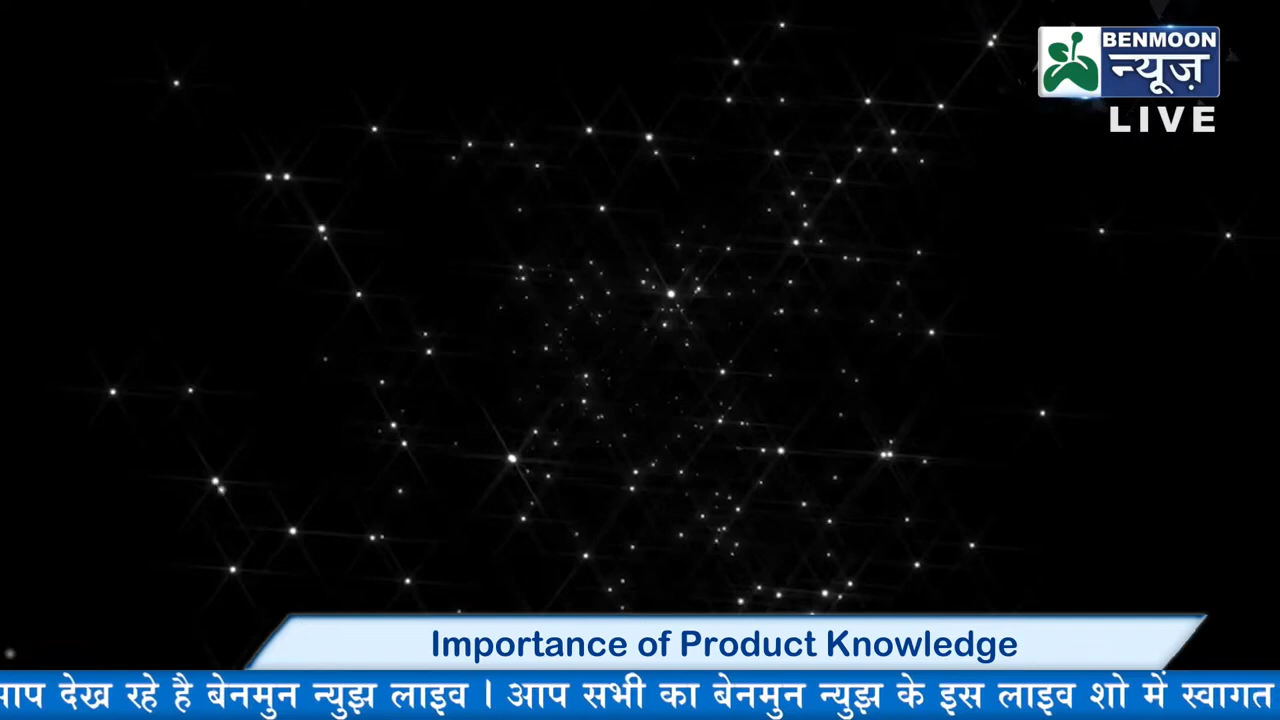 BENMOON
न्यूज़
LIVE
Importance of Product Knowledge
देख रहे है बेनमुन न्युझ लाइव । आप सभी का बेनमुन न्युझ के इस लाइव शो में स्वागत